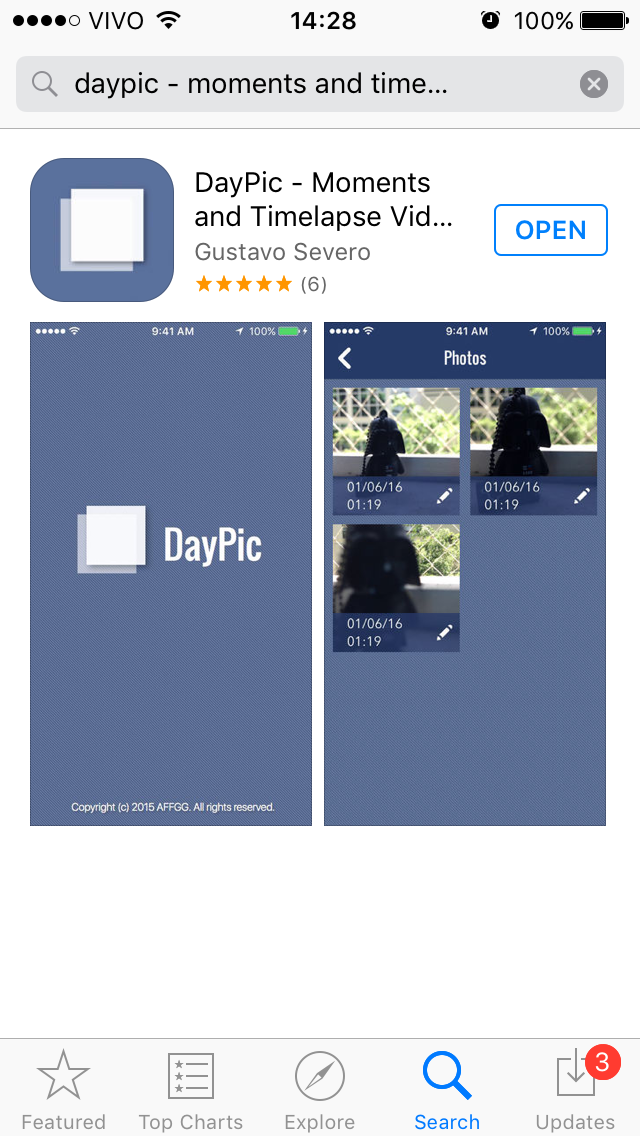 VIVO 14:28 100%
daypic - moments and time...
DayPic - Moments
and Timelapse Vid...
Gustavo Severo
(6)
OPEN
9:41 AM 100%
DayPic
Copyright (c) 2015 AFFGG. All rights reserved.
9:41 AM 100%
Photos
01/06/16
01:19
01/06/16
01:19
01/06/16
01:19
Featured
Top Charts
Explore
Search
3
Updates